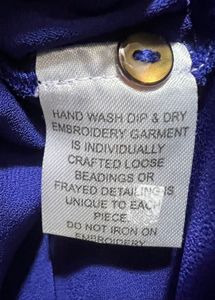 HAND WASH DIP & DRY
EMBROIDERY GARMENT
IS INDIVIDUALLY
CRAFTED LOOSE
BEADINGS OR
FRAYED DETAILING IS
UNIQUE TO EACH
PIECE.
DO NOT IRON ON
EMBROIDERY